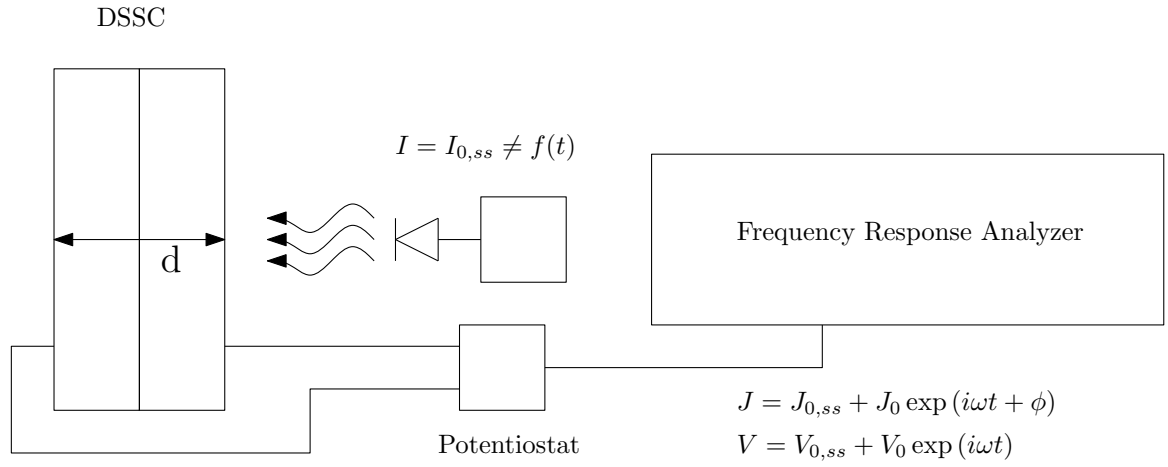 DSSC
I = I_{0,ss} ≠ f(t)
Frequency Response Analyzer
d
J = J_{0,ss} + J_0 exp (iωt + ϕ)
Potentiostat
V = V_{0,ss} + V_0 exp (iωt)